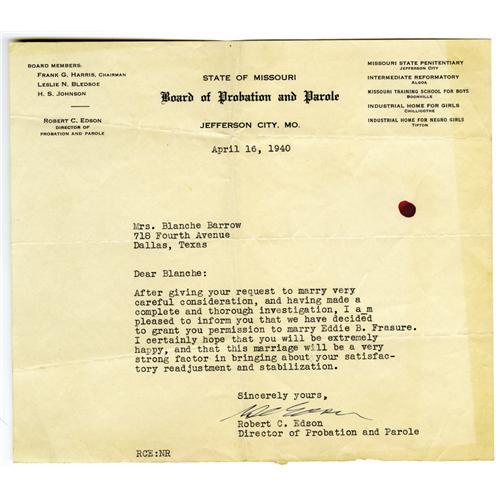 BOARD MEMBERS:
FRANK G. HARRIS, CHAIRMAN
LESLIE N. BLEDSOE
H. S. JOHNSON
ROBERT C. EDSON
DIRECTOR OF
PROBATION AND PAROLE
STATE OF MISSOURI
Board of Probation and Parole
JEFFERSON CITY, MO.
MISSOURI STATE PENITENTIARY
JEFFERSON CITY
INTERMEDIATE REFORMATORY
ALGOA
MISSOURI TRAINING SCHOOL FOR BOYS
BOONVILLE
INDUSTRIAL HOME FOR GIRLS
CHILLICOTHE
INDUSTRIAL HOME FOR NEGRO GIRLS
TIPTON
April 16, 1940
Mrs. Blanche Barrow
718 Fourth Avenue
Dallas, Texas
Dear Blanche:
After giving your request to marry very
careful consideration, and having made a
complete and thorough investigation, I am
pleased to inform you that we have decided
to grant you permission to marry Eddie B. Frasure.
I certainly hope that you will be extremely
happy, and that this marriage will be a very
strong factor in bringing about your satisfac-
tory readjustment and stabilization.
Sincerely yours,
Robert C. Edson
Director of Probation and Parole
RCE:NR